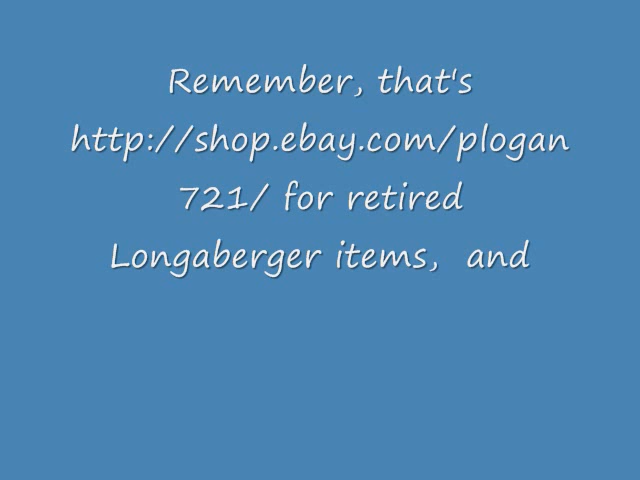 Remember, that's
http://shop.ebay.com/plogan
721/ for retired
Longaberger items,  and